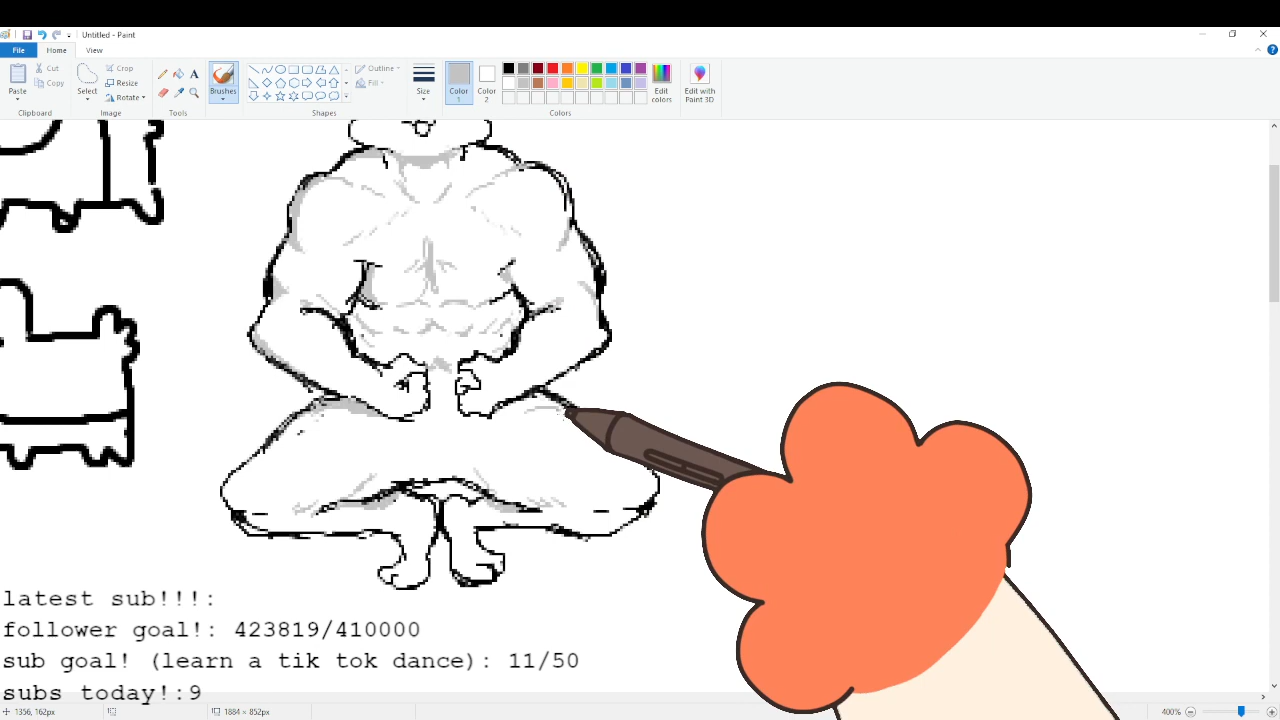 Untitled - Paint
File
Home
View
Paste
Cut
Copy
Clipboard
Select
Crop
Resize
Rotate
Image
A
Tools
Brushes
Outline
Fill
Shapes
Size
Color
1
Color
2
Edit
colors
Edit with
Paint 3D
Colors
latest sub!!!:
follower goal!: 423819/410000
sub goal! (learn a tik tok dance): 11/50
subs today!:9
1356, 162px
1884 × 852px
400%